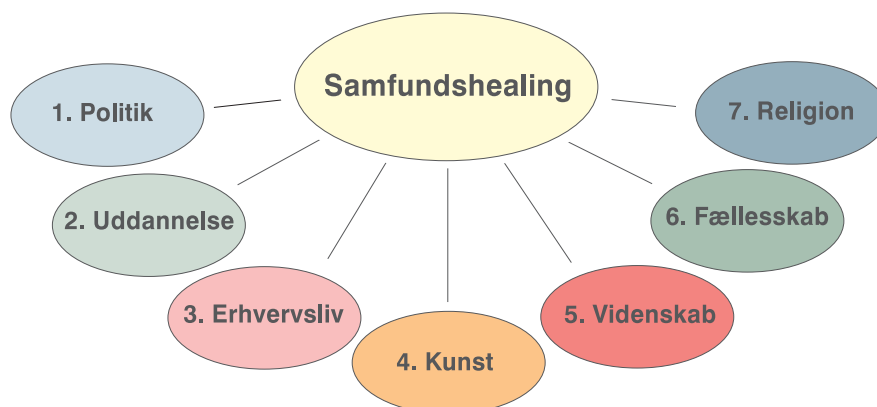 Samfundshealing
1. Politik
2. Uddannelse
3. Erhvervsliv
4. Kunst
5. Videnskab
6. Fællesskab
7. Religion